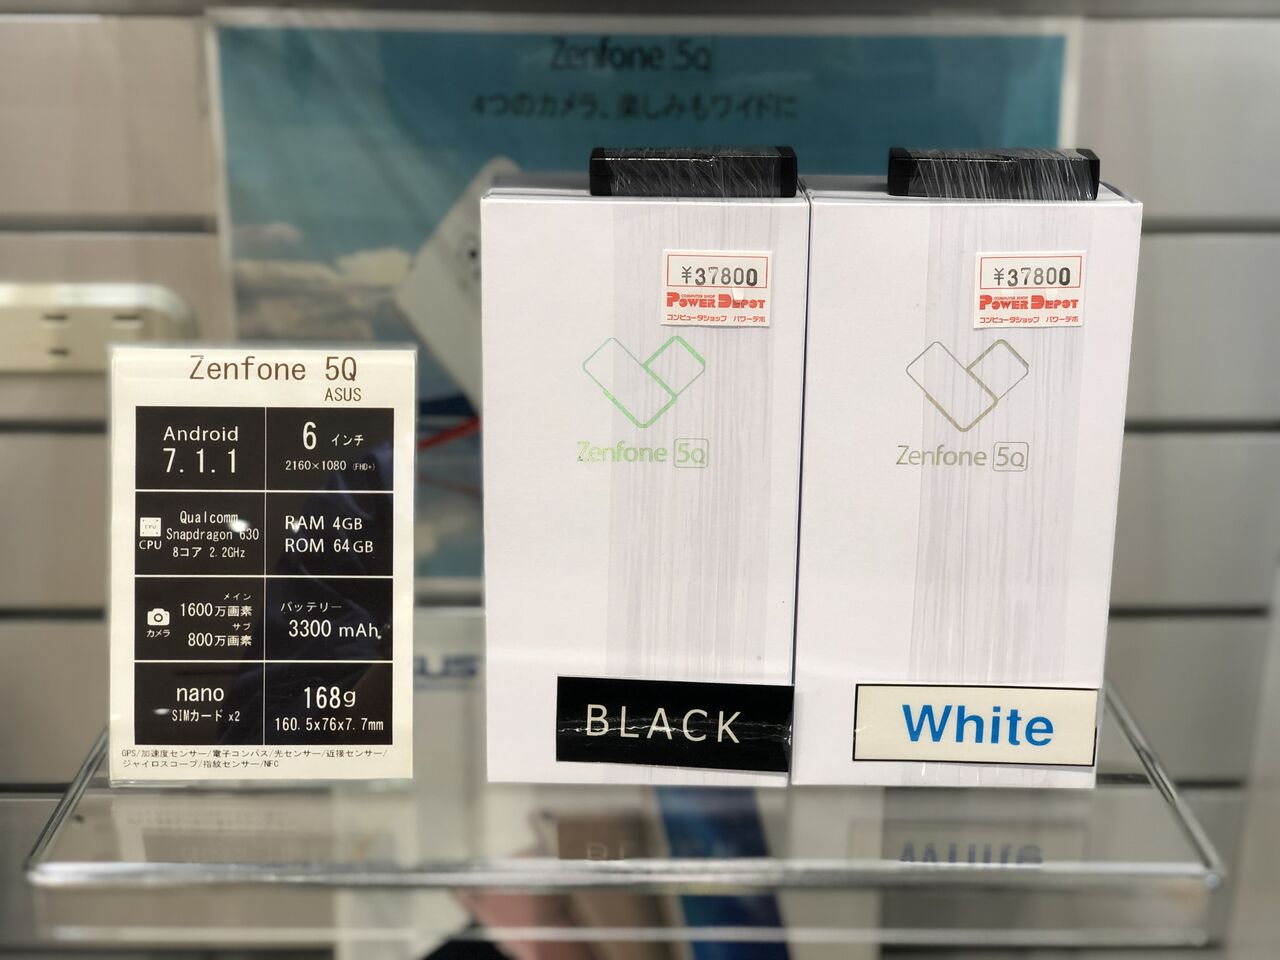 Zenfone 5Q
4つのカメラ、楽しみもワイドに
Zenfone 5Q
ASUS
Android
7.1.1
6 インチ
2160×1080 (FHD+)
CPU
CPU
Qualcomm
Snapdragon 630
8コア 2.2GHz
RAM 4GB
ROM 64GB
カメラ
メイン
1600万画素
サブ
800万画素
バッテリー
3300 mAh
nano
SIMカード x2
168g
160.5x76x7.7mm
GPS/加速度センサー/電子コンパス/光センサー/近接センサー/
ジャイロスコープ/指紋センサー/NFC
¥37800
COMPUTER SHOP
POWER DEPOT
コンピュータショップ パワーデポ
Zenfone 5Q
BLACK
¥37800
COMPUTER SHOP
POWER DEPOT
コンピュータショップ パワーデポ
Zenfone 5Q
White